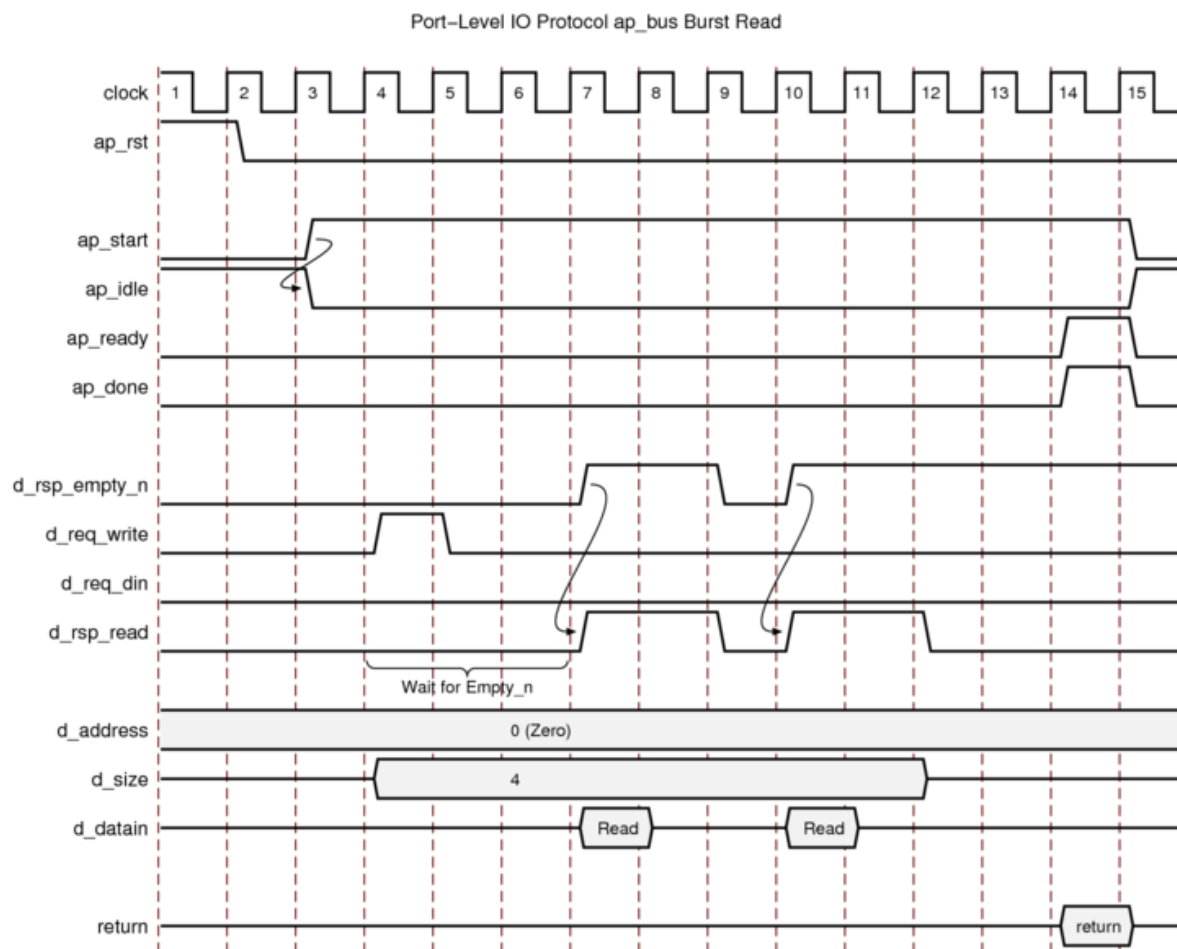 Port–Level IO Protocol ap_bus Burst Read
clock 1 2 3 4 5 6 7 8 9 10 11 12 13 14 15
ap_rst
ap_start
ap_idle
ap_ready
ap_done
d_rsp_empty_n
d_req_write
d_req_din
d_rsp_read
Wait for Empty_n
d_address 0 (Zero)
d_size 4
d_datain Read Read
return return